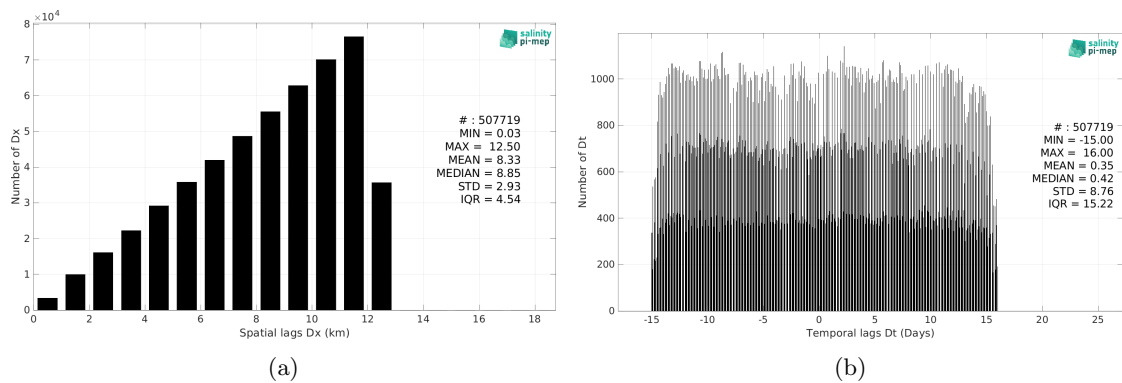 ×10⁴
8
7
6
5
4
3
2
1
0
Number of Dx
salinity
pi-mep
# : 507719
MIN = 0.03
MAX = 12.50
MEAN = 8.33
MEDIAN = 8.85
STD = 2.93
IQR = 4.54
0 2 4 6 8 10 12 14 16 18
Spatial lags Dx (km)
(a)
1000
800
600
400
200
0
Number of Dt
salinity
pi-mep
# : 507719
MIN = -15.00
MAX = 16.00
MEAN = 0.35
MEDIAN = 0.42
STD = 8.76
IQR = 15.22
-15 -10 -5 0 5 10 15 20 25
Temporal lags Dt (Days)
(b)